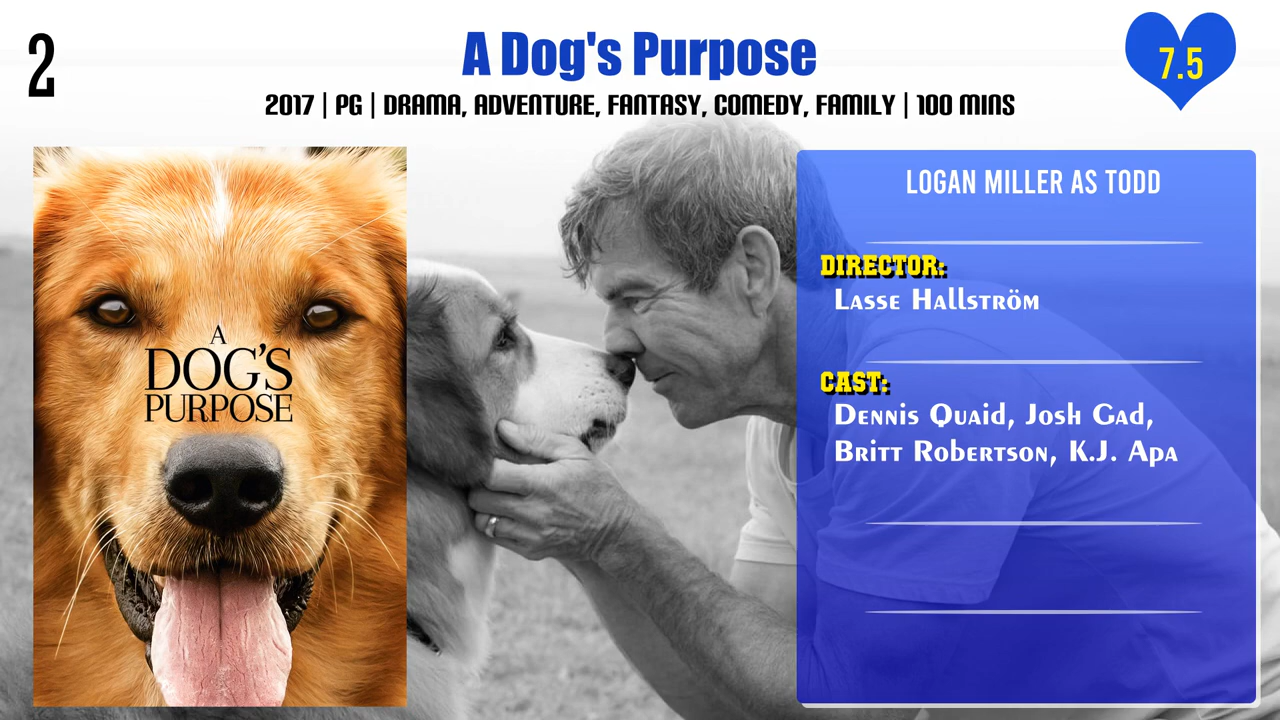 2
A Dog's Purpose
2017 | PG | DRAMA, ADVENTURE, FANTASY, COMEDY, FAMILY | 100 MINS
7.5
A
DOG'S
PURPOSE
LOGAN MILLER AS TODD
DIRECTOR:
Lasse Hallström
CAST:
Dennis Quaid, Josh Gad,
Britt Robertson, K.J. Apa